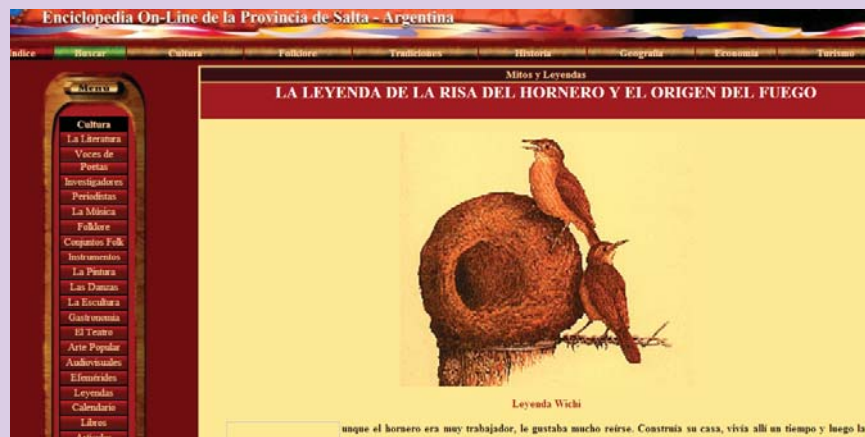 Enciclopedia On-Line de la Provincia de Salta - Argentina
Indice Buscar Cultura Folklore Tradiciones Historia Geografía Economía Turismo
Menú
Mitos y Leyendas
LA LEYENDA DE LA RISA DEL HORNERO Y EL ORIGEN DEL FUEGO
Cultura
La Literatura
Voces de
Poetas
Investigadores
Periodistas
La Música
Folklore
Conjuntos Folk
Instrumentos
La Pintura
Las Danzas
La Escultura
Gastronomía
El Teatro
Arte Popular
Audiovisuales
Efemérides
Leyendas
Calendario
Libros
Leyenda Wichi
unque el hornero era muy trabajador, le gustaba mucho reírse. Construía su casa, vivía allí un tiempo y luego la